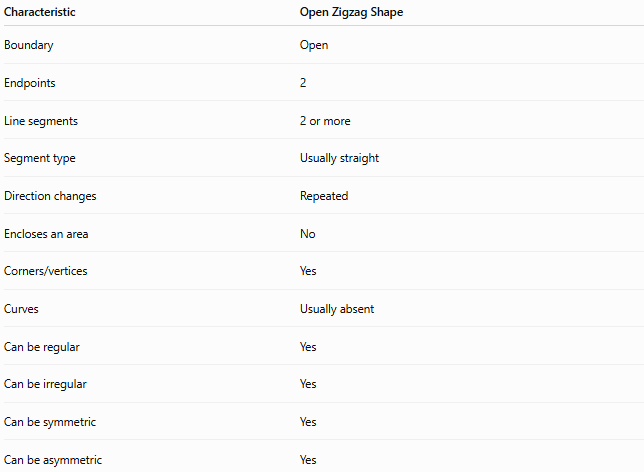 Characteristic Open Zigzag Shape
Boundary Open
Endpoints 2
Line segments 2 or more
Segment type Usually straight
Direction changes Repeated
Encloses an area No
Corners/vertices Yes
Curves Usually absent
Can be regular Yes
Can be irregular Yes
Can be symmetric Yes
Can be asymmetric Yes